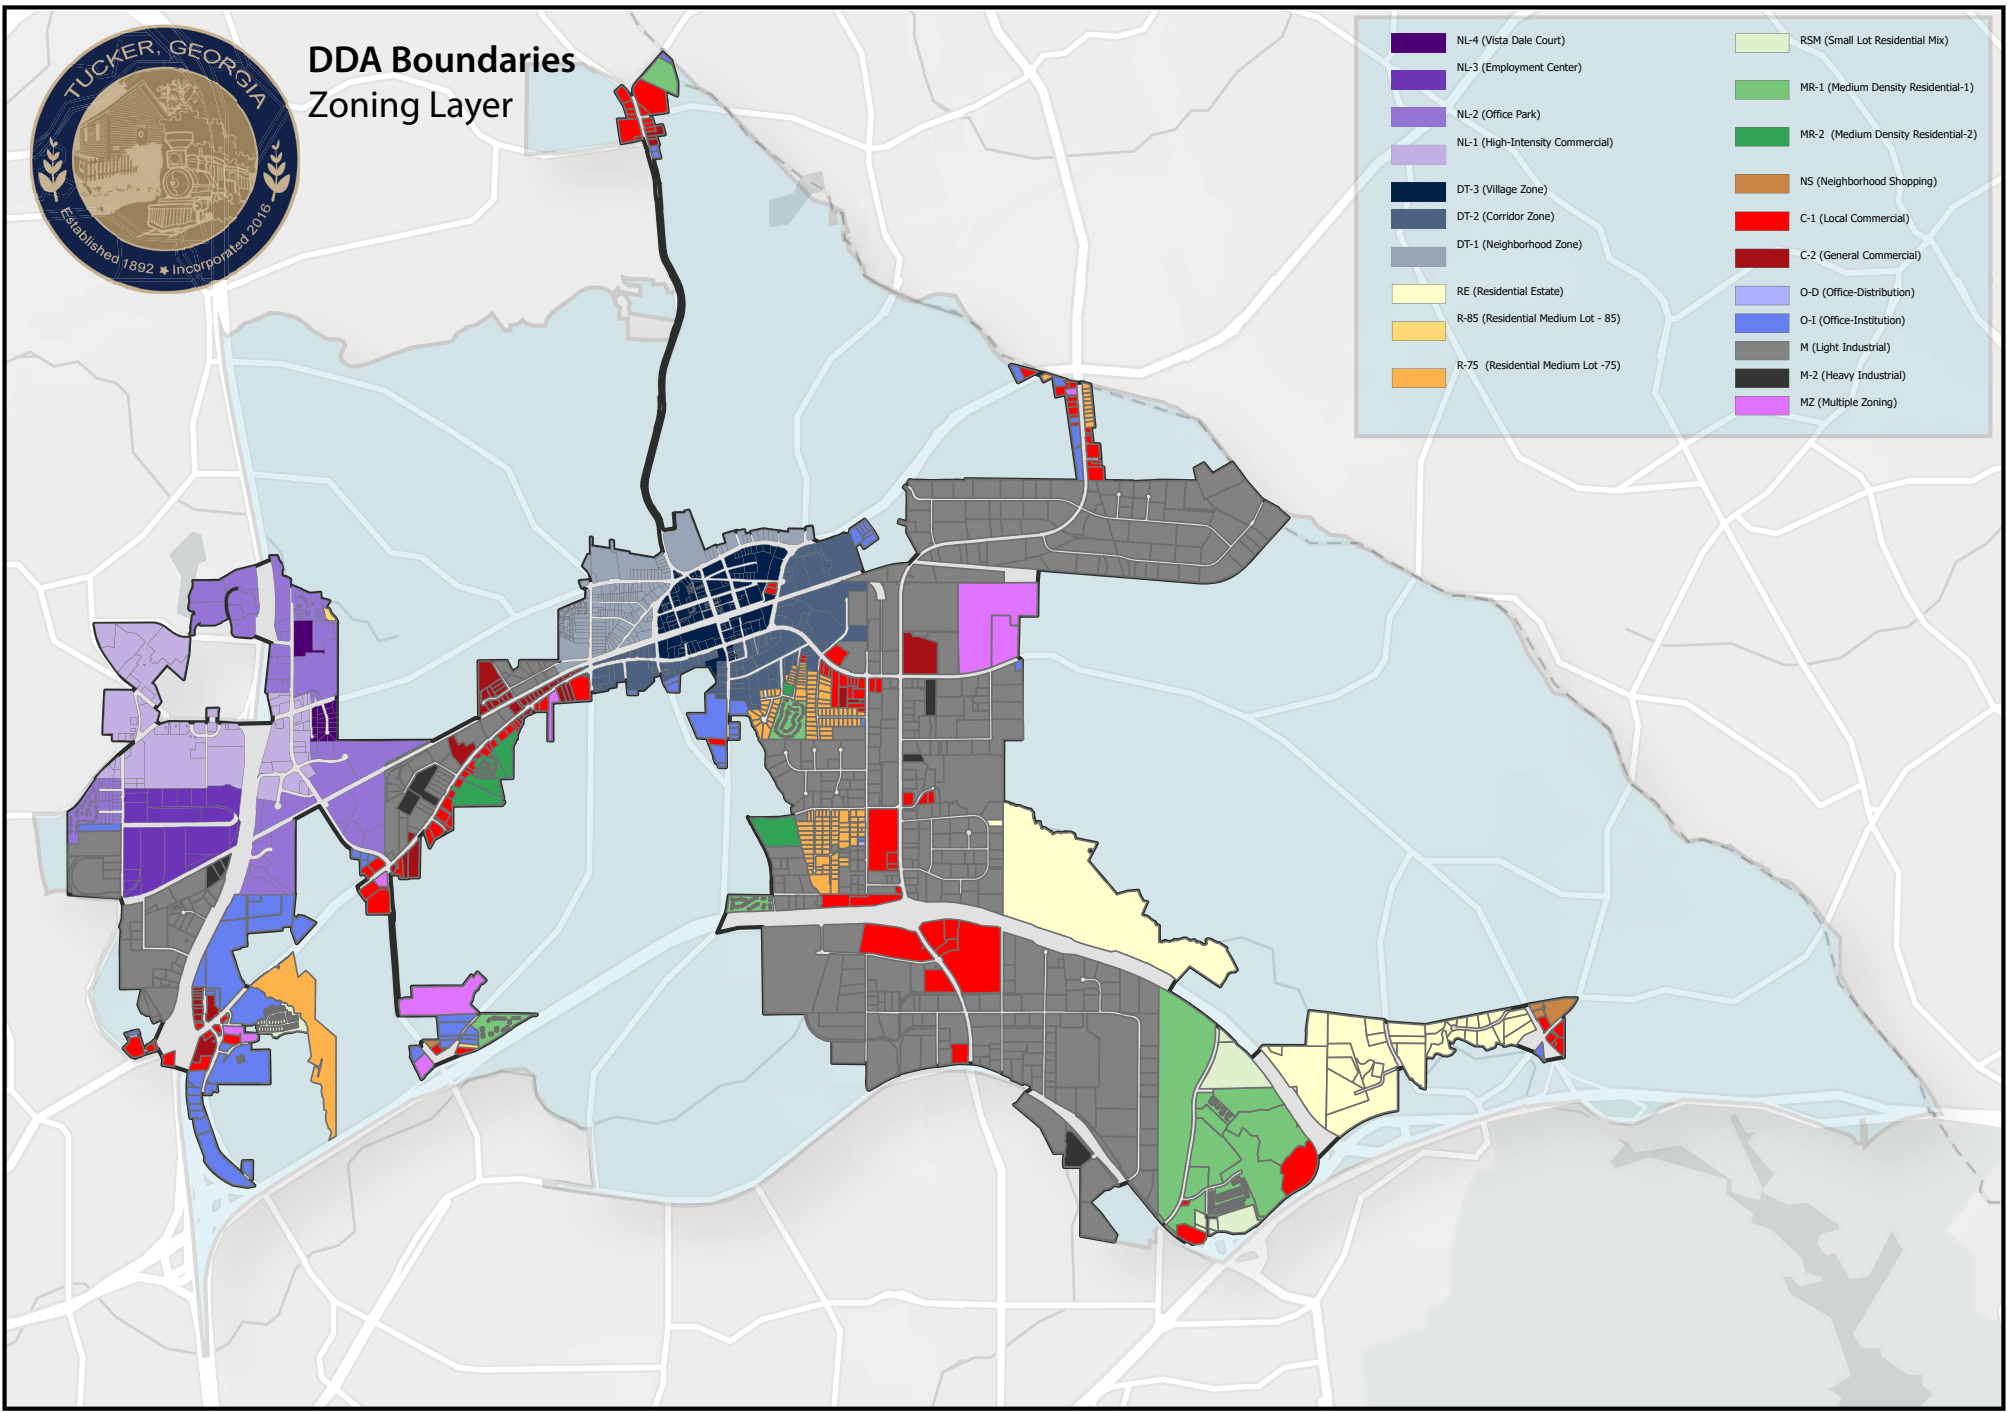 TUCKER, GEORGIA
Established 1892 ★ Incorporated 2016
DDA Boundaries
Zoning Layer
NL-4 (Vista Dale Court)
NL-3 (Employment Center)
NL-2 (Office Park)
NL-1 (High-Intensity Commercial)
DT-3 (Village Zone)
DT-2 (Corridor Zone)
DT-1 (Neighborhood Zone)
RE (Residential Estate)
R-85 (Residential Medium Lot - 85)
R-75 (Residential Medium Lot -75)
RSM (Small Lot Residential Mix)
MR-1 (Medium Density Residential-1)
MR-2 (Medium Density Residential-2)
NS (Neighborhood Shopping)
C-1 (Local Commercial)
C-2 (General Commercial)
O-D (Office-Distribution)
O-I (Office-Institution)
M (Light Industrial)
M-2 (Heavy Industrial)
MZ (Multiple Zoning)